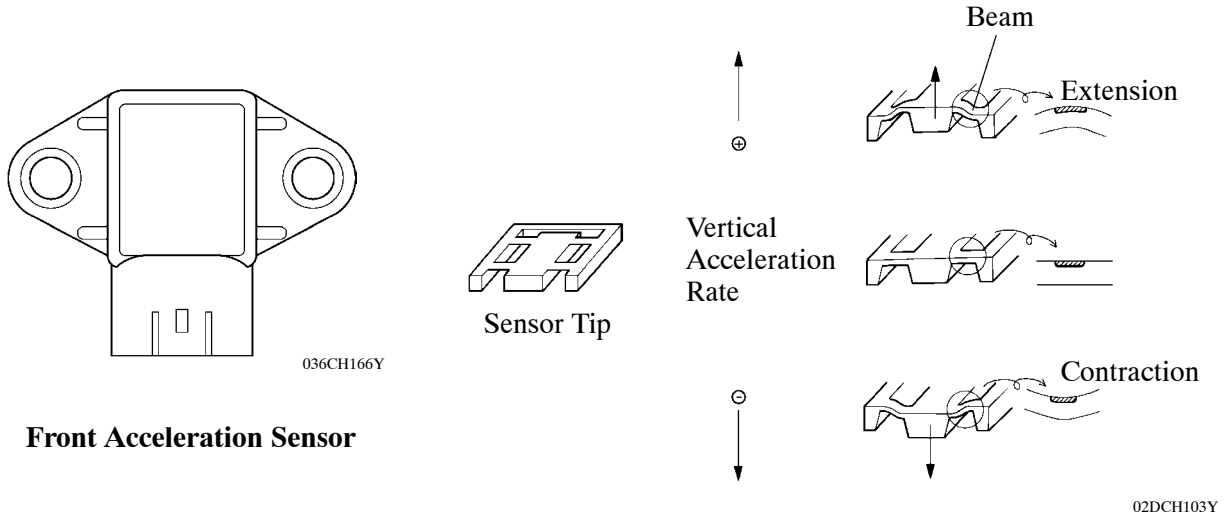 Beam
Extension
⊕
Vertical
Acceleration
Rate
Sensor Tip
036CH166Y
Contraction
⊖
Front Acceleration Sensor
02DCH103Y